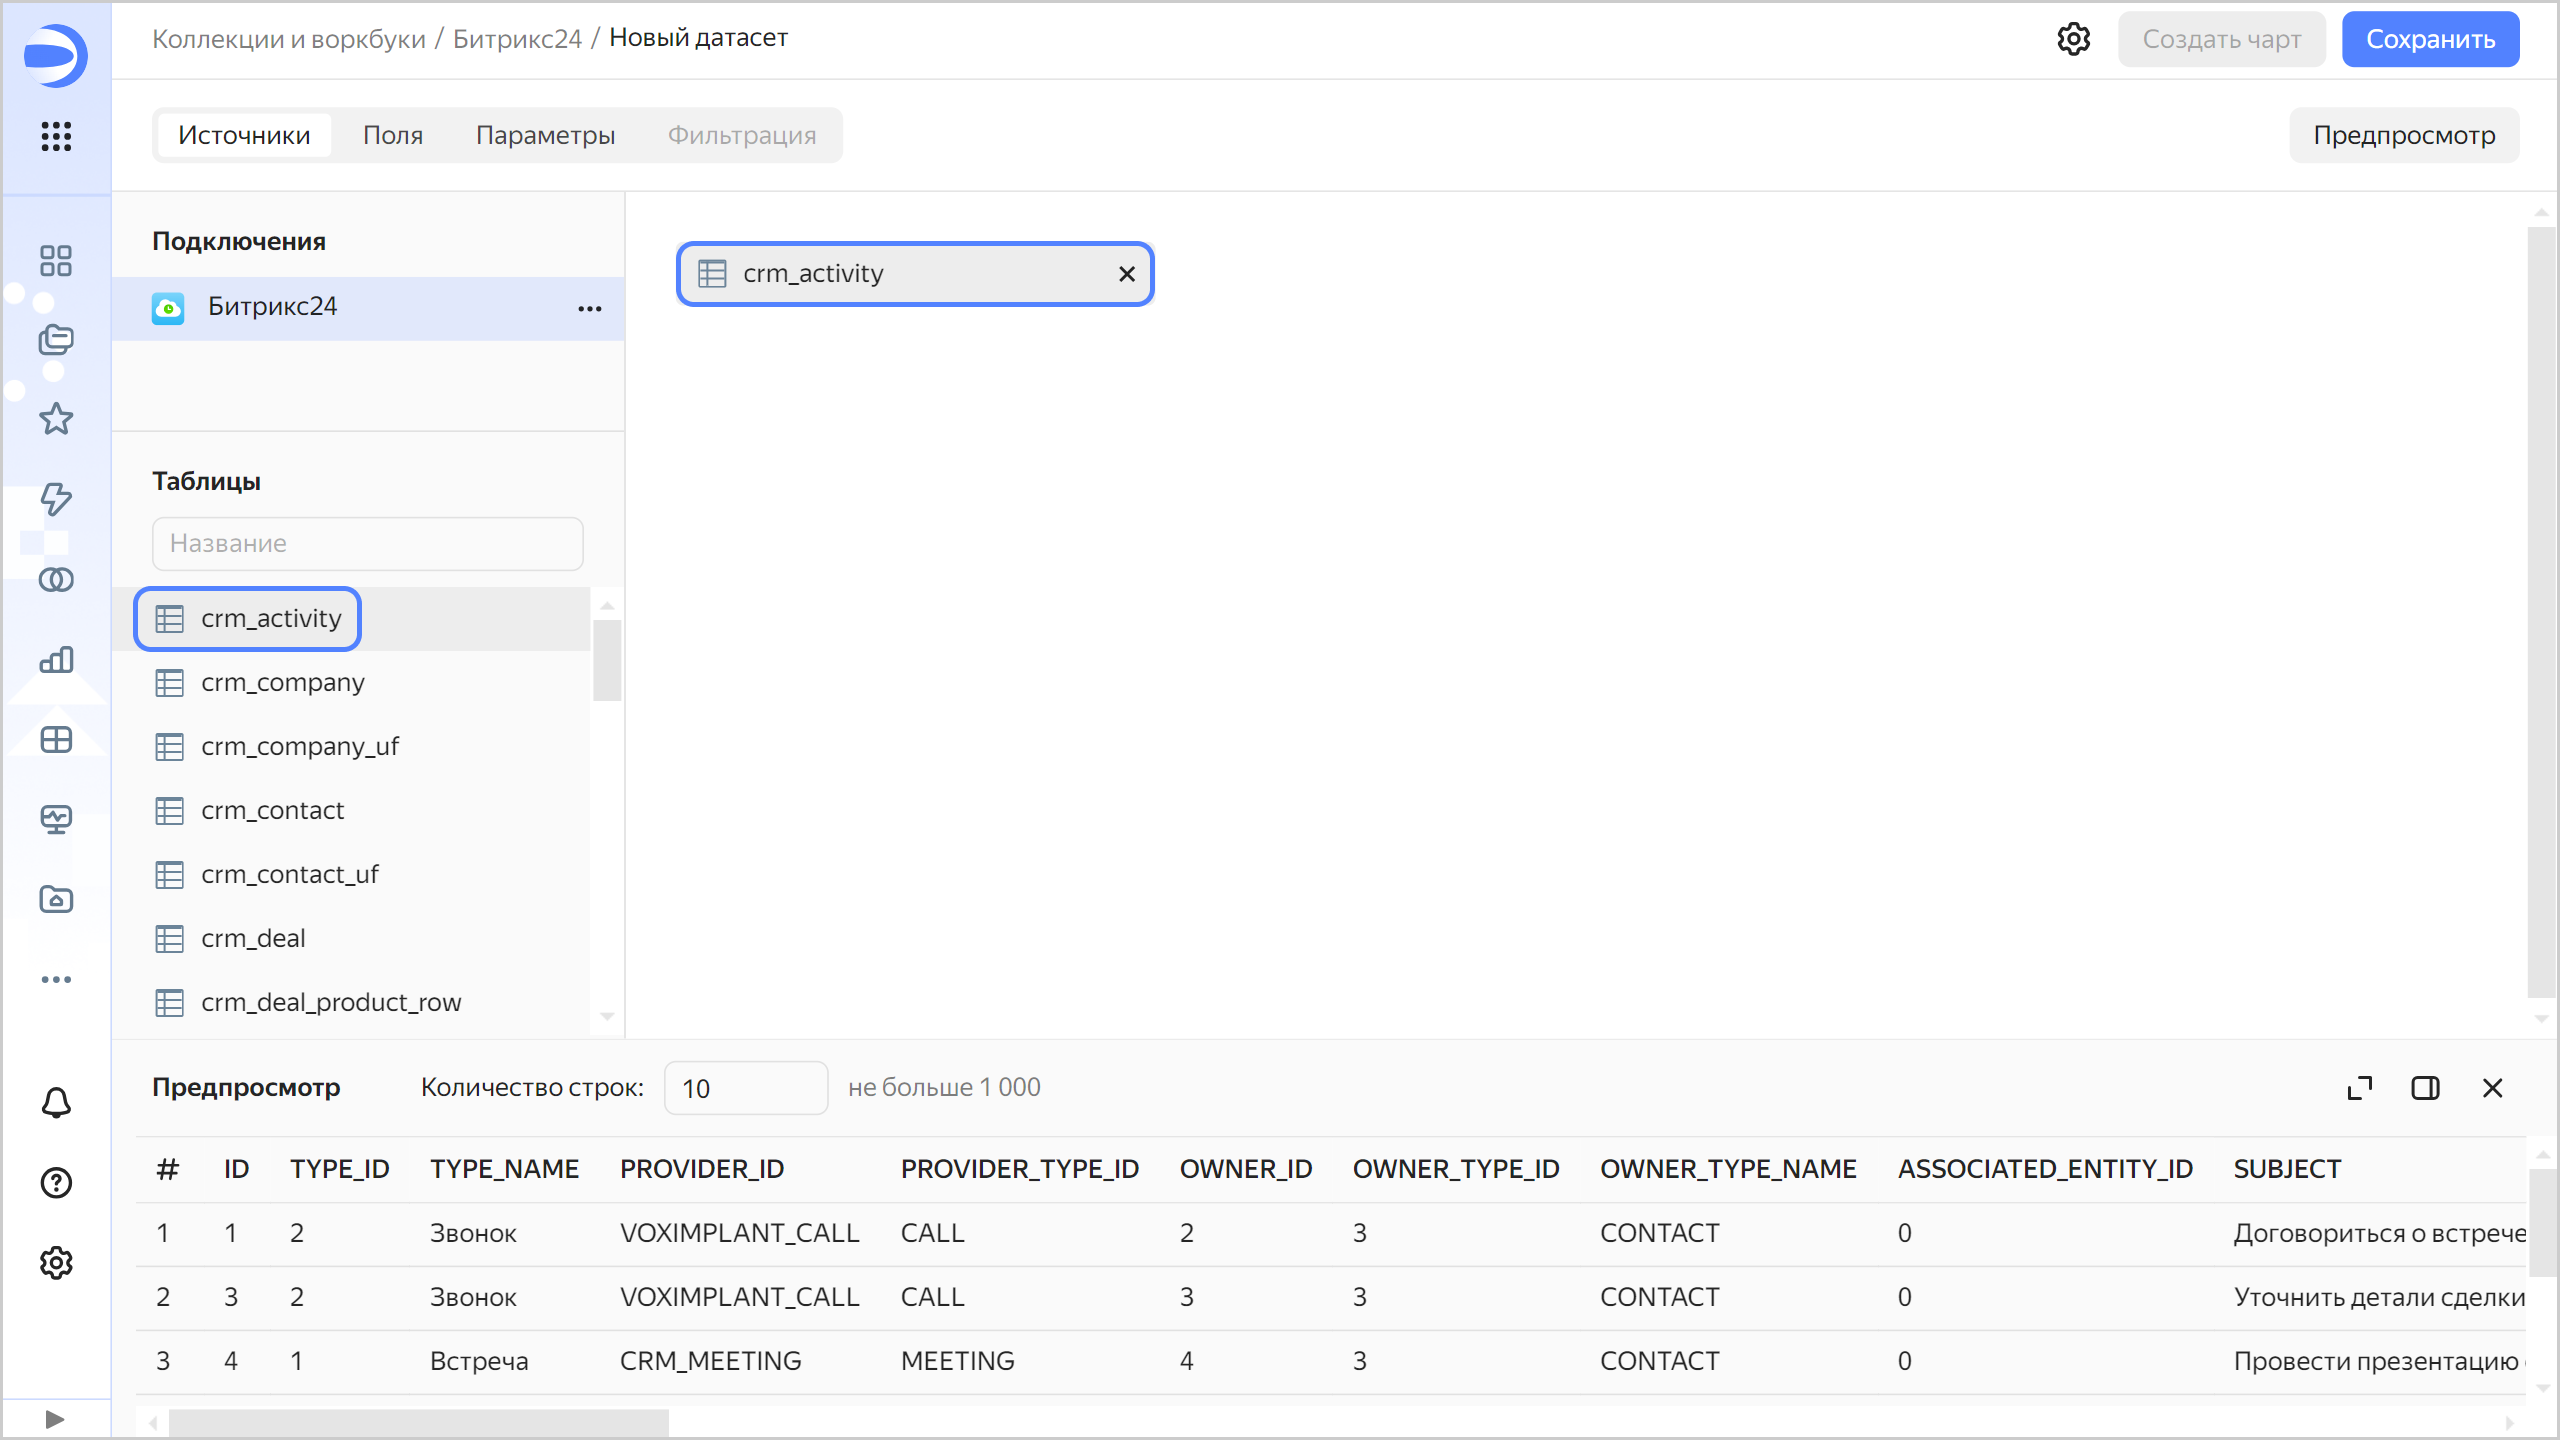 Коллекции и воркбуки / Битрикс24 / Новый датасет
Создать чарт
Сохранить
Источники Поля Параметры Фильтрация
Предпросмотр
Подключения
Битрикс24
crm_activity
Таблицы
Название
crm_activity
crm_company
crm_company_uf
crm_contact
crm_contact_uf
crm_deal
crm_deal_product_row
Предпросмотр Количество строк: 10 не больше 1 000
# ID TYPE_ID TYPE_NAME PROVIDER_ID PROVIDER_TYPE_ID OWNER_ID OWNER_TYPE_ID OWNER_TYPE_NAME ASSOCIATED_ENTITY_ID SUBJECT
1 1 2 Звонок VOXIMPLANT_CALL CALL 2 3 CONTACT 0 Договориться о встрече
2 3 2 Звонок VOXIMPLANT_CALL CALL 3 3 CONTACT 0 Уточнить детали сделки
3 4 1 Встреча CRM_MEETING MEETING 4 3 CONTACT 0 Провести презентацию